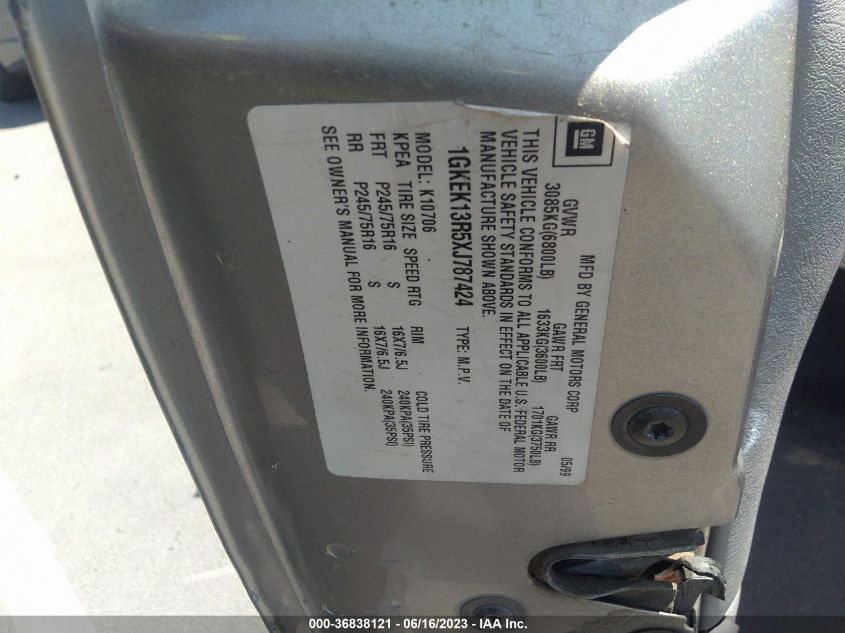 GM
MFD BY GENERAL MOTORS CORP
05/99
GVWR GAWR FRT GAWR RR
3085KG(6800LB) 1633KG(3600LB) 1701KG(3750LB)
THIS VEHICLE CONFORMS TO ALL APPLICABLE U.S. FEDERAL MOTOR
VEHICLE SAFETY STANDARDS IN EFFECT ON THE DATE OF
MANUFACTURE SHOWN ABOVE.
1GKEK13R5XJ787424 TYPE: M.P.V.
MODEL: K10706
KPEA TIRE SIZE SPEED RTG RIM COLD TIRE PRESSURE
FRT P245/75R16 S 16X7/6.5J 240KPA(35PSI)
RR P245/75R16 S 16X7/6.5J 240KPA(35PSI)
SEE OWNER'S MANUAL FOR MORE INFORMATION.
000-36838121 - 06/16/2023 - IAA Inc.